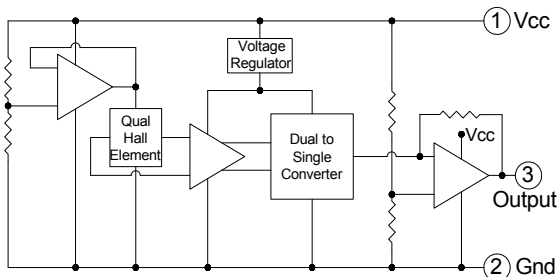 1 Vcc
Voltage
Regulator
Qual
Hall
Element
Dual to
Single
Converter
Vcc
3
Output
2 Gnd